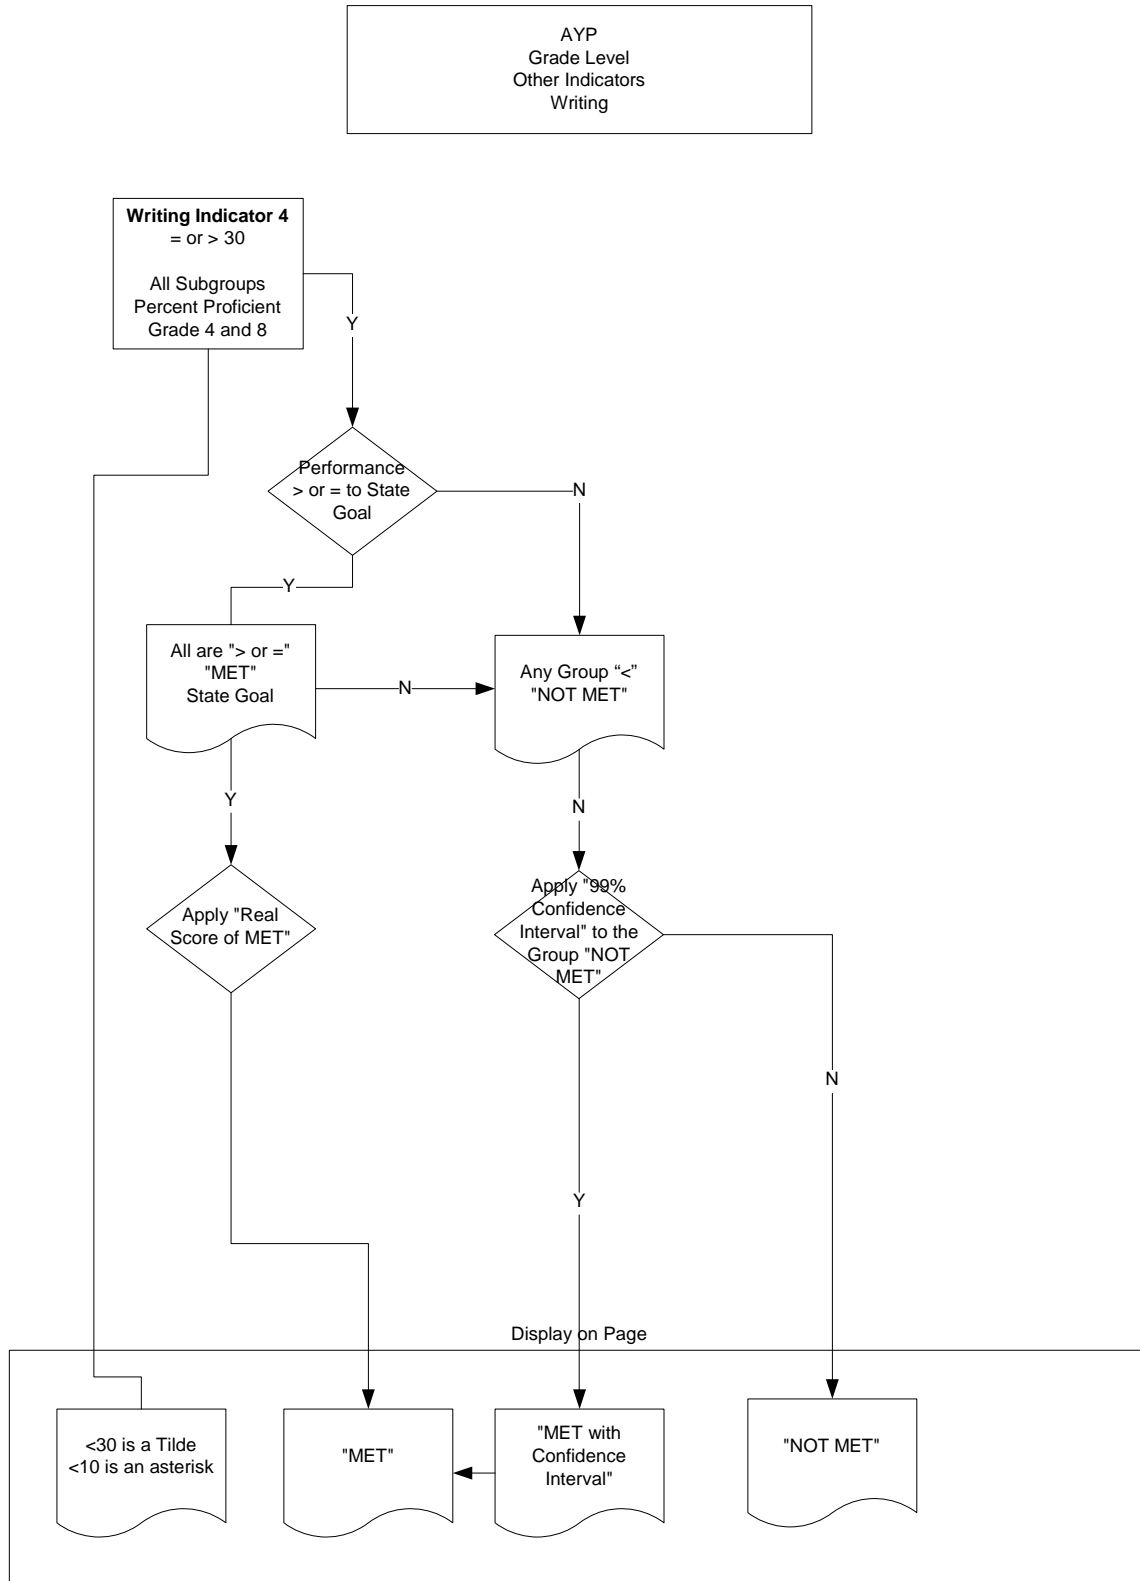 AYP
Grade Level
Other Indicators
Writing
Writing Indicator 4
= or > 30
All Subgroups
Percent Proficient
Grade 4 and 8
Y
Performance
> or = to State
Goal
N
Y
All are "> or ="
"MET"
State Goal
N
Any Group “<”
"NOT MET"
Y
N
Apply "Real
Score of MET"
Apply "99%
Confidence
Interval" to the
Group "NOT
MET"
N
Y
Display on Page
<30 is a Tilde
<10 is an asterisk
"MET"
"MET with
Confidence
Interval"
"NOT MET"